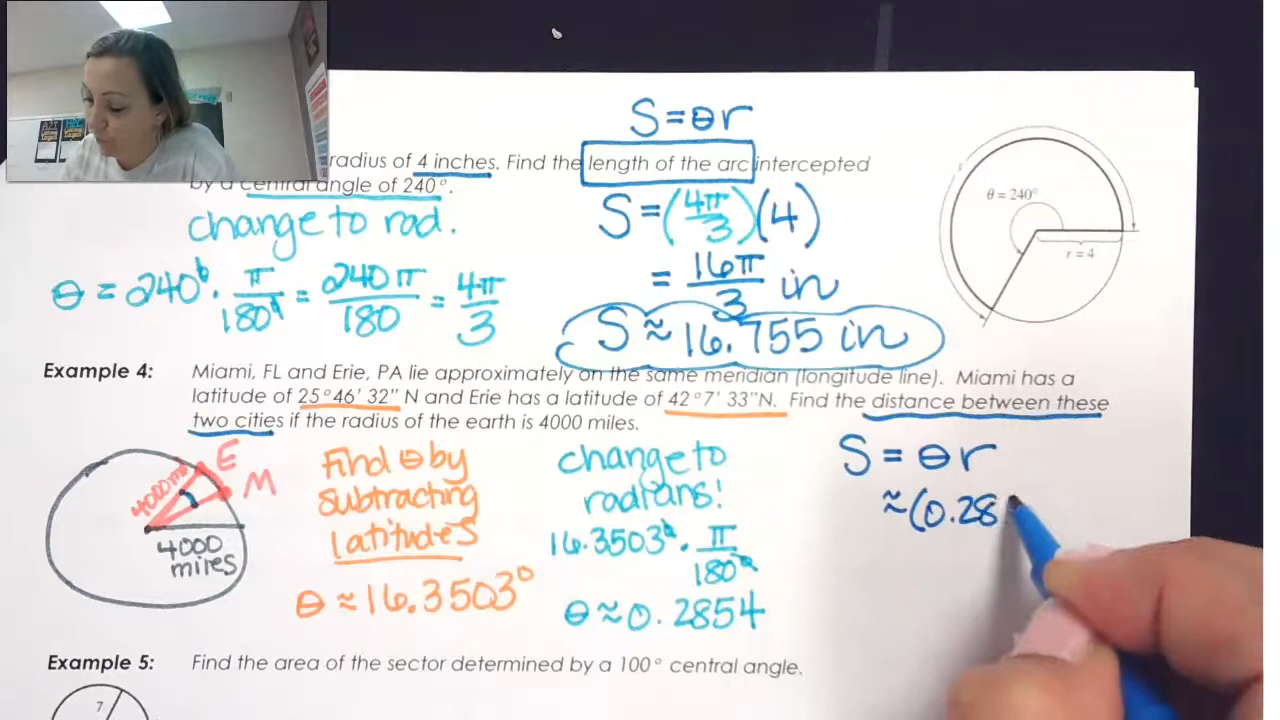 S = θr
radius of 4 inches. Find the length of the arc intercepted
by a central angle of 240°.
change to rad.
S = (4π/3)(4)
θ = 240°
r = 4
θ = 240° · π/180° = 240π/180 = 4π/3
= 16π/3 in
S ≈ 16.755 in
Example 4: Miami, FL and Erie, PA lie approximately on the same meridian (longitude line). Miami has a
latitude of 25°46' 32" N and Erie has a latitude of 42°7' 33"N. Find the distance between these
two cities if the radius of the earth is 4000 miles.
E
M
4000 mi
4000
miles
Find θ by
subtracting
latitudes
θ ≈ 16.3503°
change to
radians!
16.3503° · π/180°
θ ≈ 0.2854
S = θr
≈ (0.28
Example 5: Find the area of the sector determined by a 100° central angle.
7